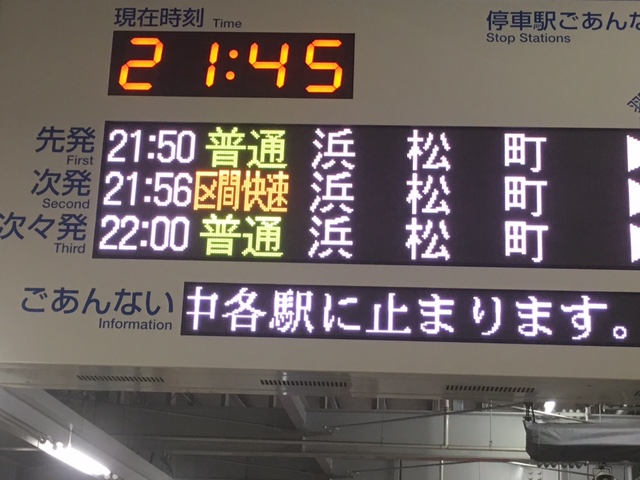 現在時刻 Time
停車駅ごあんな
Stop Stations
21:45
先発 First 21:50 普通 浜松町
次発 Second 21:56 区間快速 浜松町
次々発 Third 22:00 普通 浜松町
ごあんない Information 中各駅に止まります。